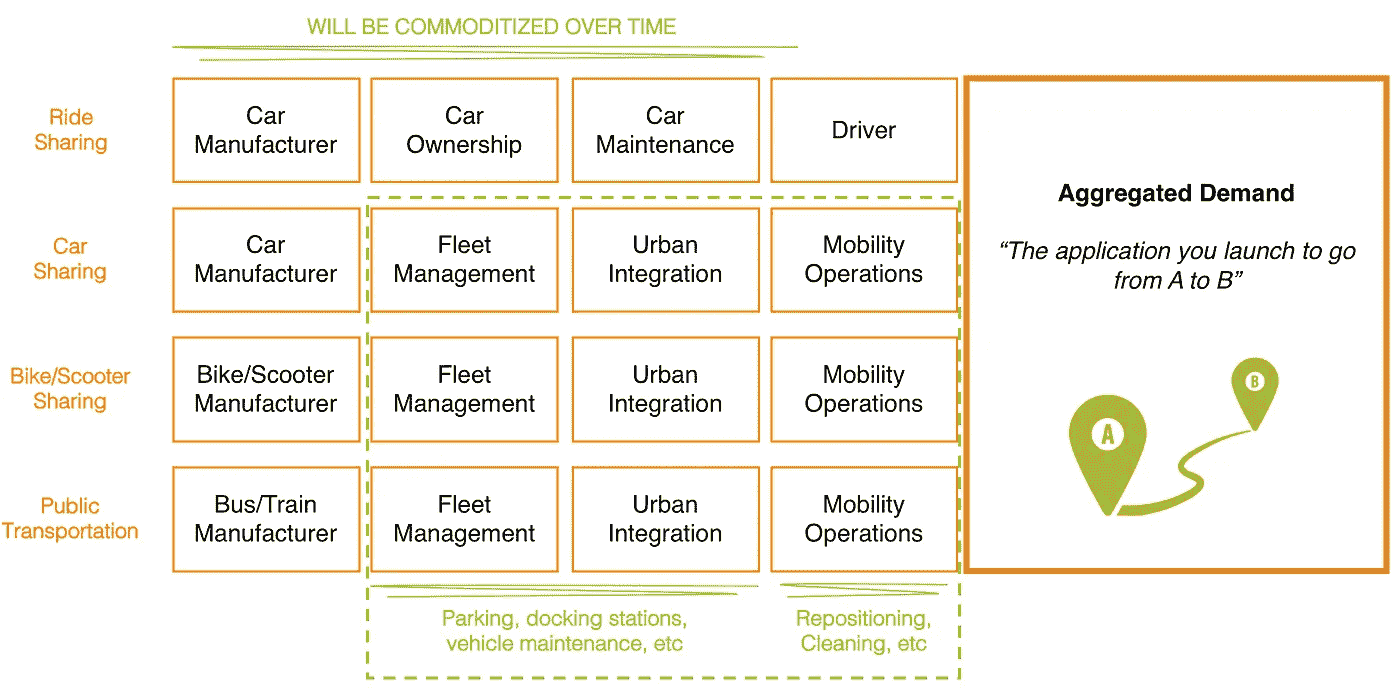 WILL BE COMMODITIZED OVER TIME
Ride
Sharing
Car
Manufacturer
Car
Ownership
Car
Maintenance
Driver
Car
Sharing
Car
Manufacturer
Fleet
Management
Urban
Integration
Mobility
Operations
Bike/Scooter
Sharing
Bike/Scooter
Manufacturer
Fleet
Management
Urban
Integration
Mobility
Operations
Public
Transportation
Bus/Train
Manufacturer
Fleet
Management
Urban
Integration
Mobility
Operations
Parking, docking stations,
vehicle maintenance, etc
Repositioning,
Cleaning, etc
Aggregated Demand
“The application you launch to go
from A to B”
A
B